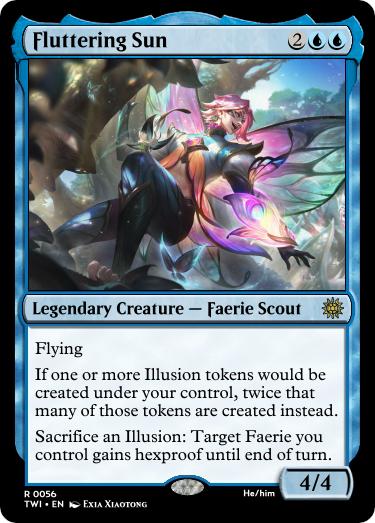 Fluttering Sun 2
Legendary Creature — Faerie Scout
Flying
If one or more Illusion tokens would be
created under your control, twice that
many of those tokens are created instead.
Sacrifice an Illusion: Target Faerie you
control gains hexproof until end of turn.
4/4
R 0056 He/him
TWI • EN Exia Xiaotong